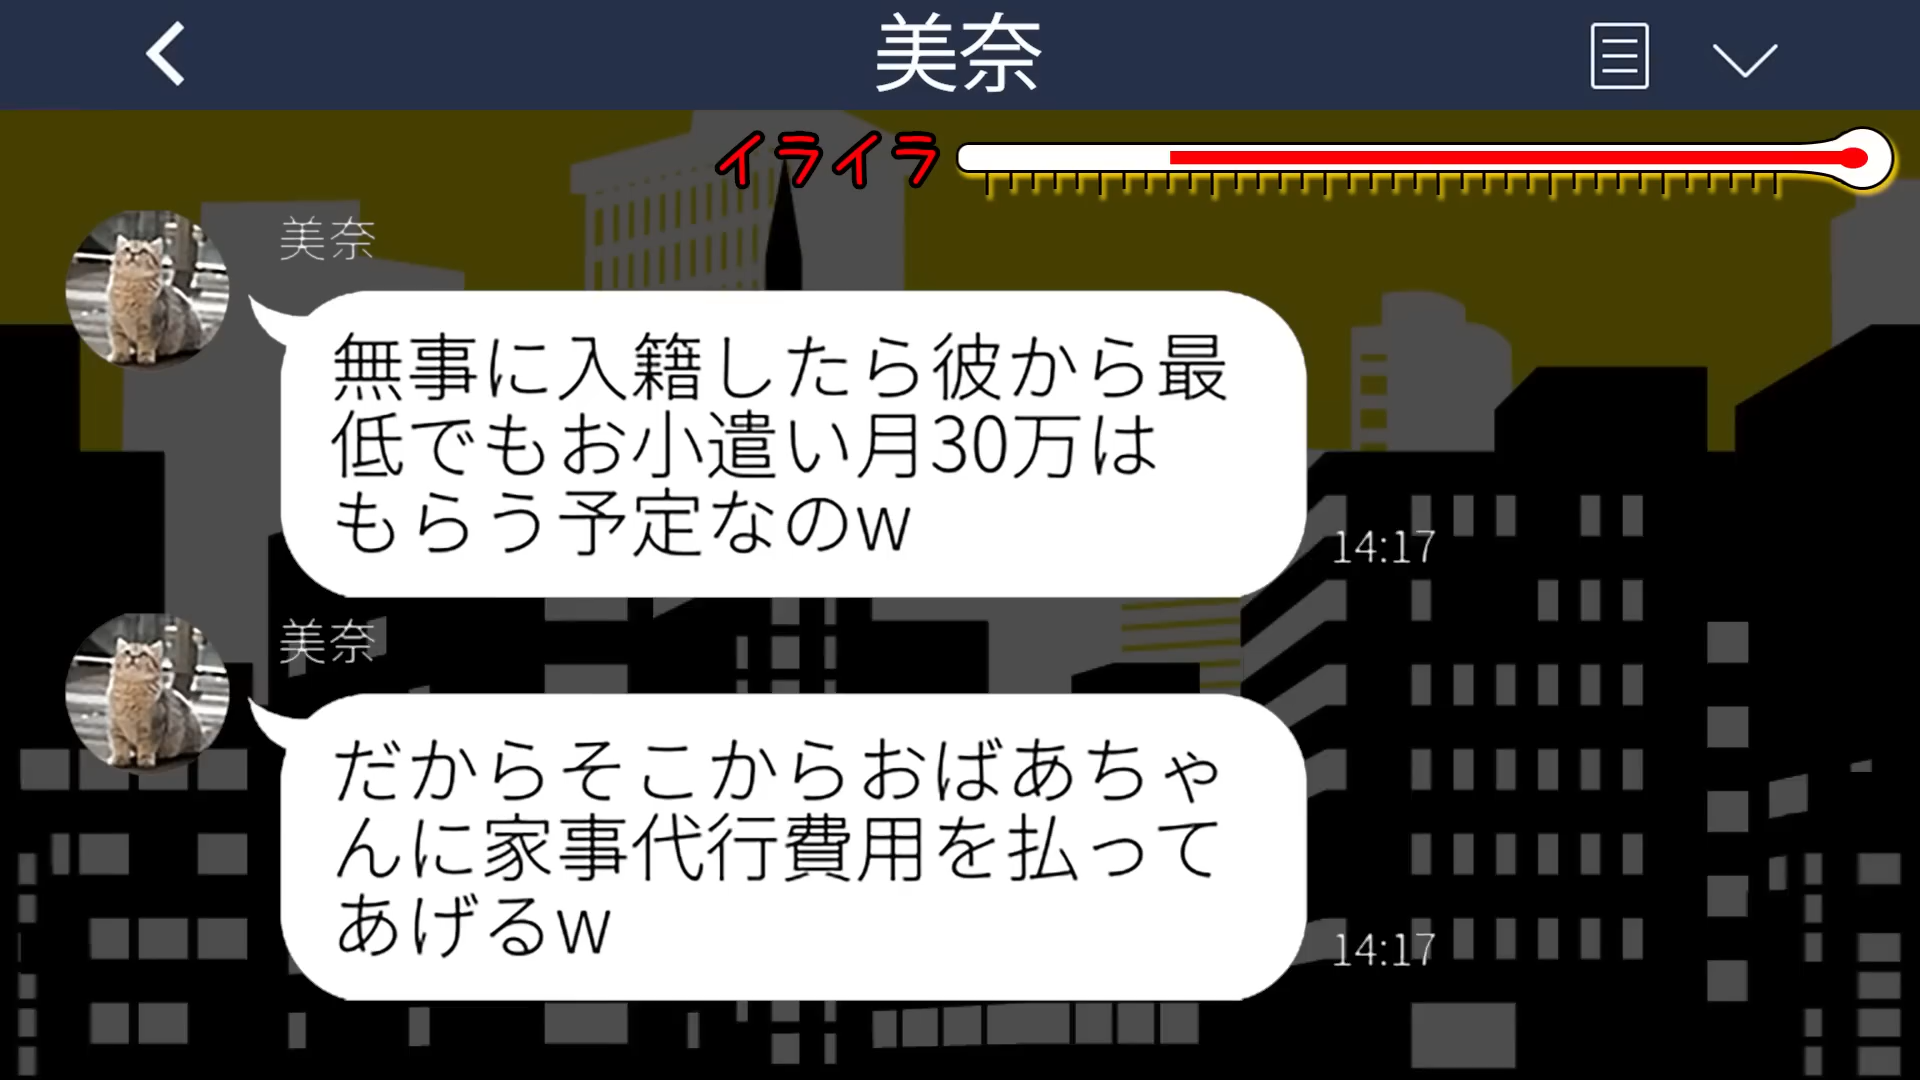 美奈
イライラ
美奈
無事に入籍したら彼から最
低でもお小遣い月30万は
もらう予定なのw
14:17
美奈
だからそこからおばあちゃ
んに家事代行費用を払って
あげるw
14:17